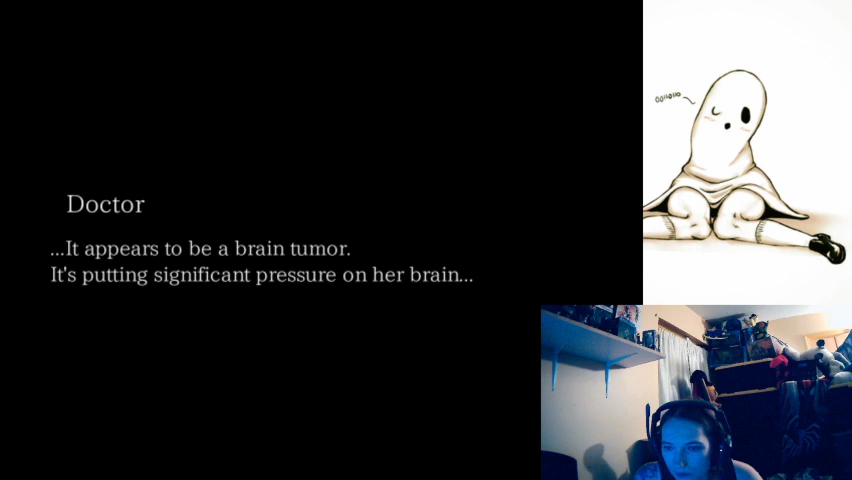 Doctor
...It appears to be a brain tumor.
It's putting significant pressure on her brain...